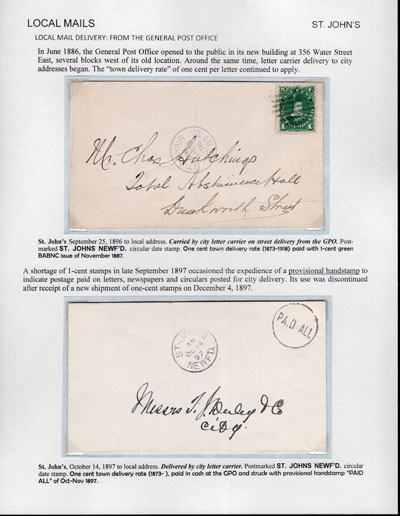 LOCAL MAILS ST. JOHN'S
LOCAL MAIL DELIVERY: FROM THE GENERAL POST OFFICE
In June 1886, the General Post Office opened to the public in its new building at 356 Water Street
East, several blocks west of its old location. Around the same time, letter carrier delivery to city
addresses began. The "town delivery rate" of one cent per letter continued to apply.
Mr. Chas Hutchings
Total Abstinence Hall
Duckworth Street
St. John's September 25, 1896 to local address. Carried by city letter carrier on street delivery from the GPO. Post-
marked ST. JOHNS NEWF'D. circular date stamp. One cent town delivery rate (1873-1918) paid with 1-cent green
BABNC issue of November 1887.
A shortage of 1-cent stamps in late September 1897 occasioned the expedience of a provisional handstamp to
indicate postage paid on letters, newspapers and circulars posted for city delivery. Its use was discontinued
after receipt of a new shipment of one-cent stamps on December 4, 1897.
ST. JOHN'S
OC 14
97
NEWF'D.
PAID ALL
Messrs T. J.
City
St. John's, October 14, 1897 to local address. Delivered by city letter carrier. Postmarked ST. JOHNS NEWF'D. circular
date stamp. One cent town delivery rate (1873- ), paid in cash at the GPO and struck with provisional handstamp "PAID
ALL" of Oct-Nov 1897.